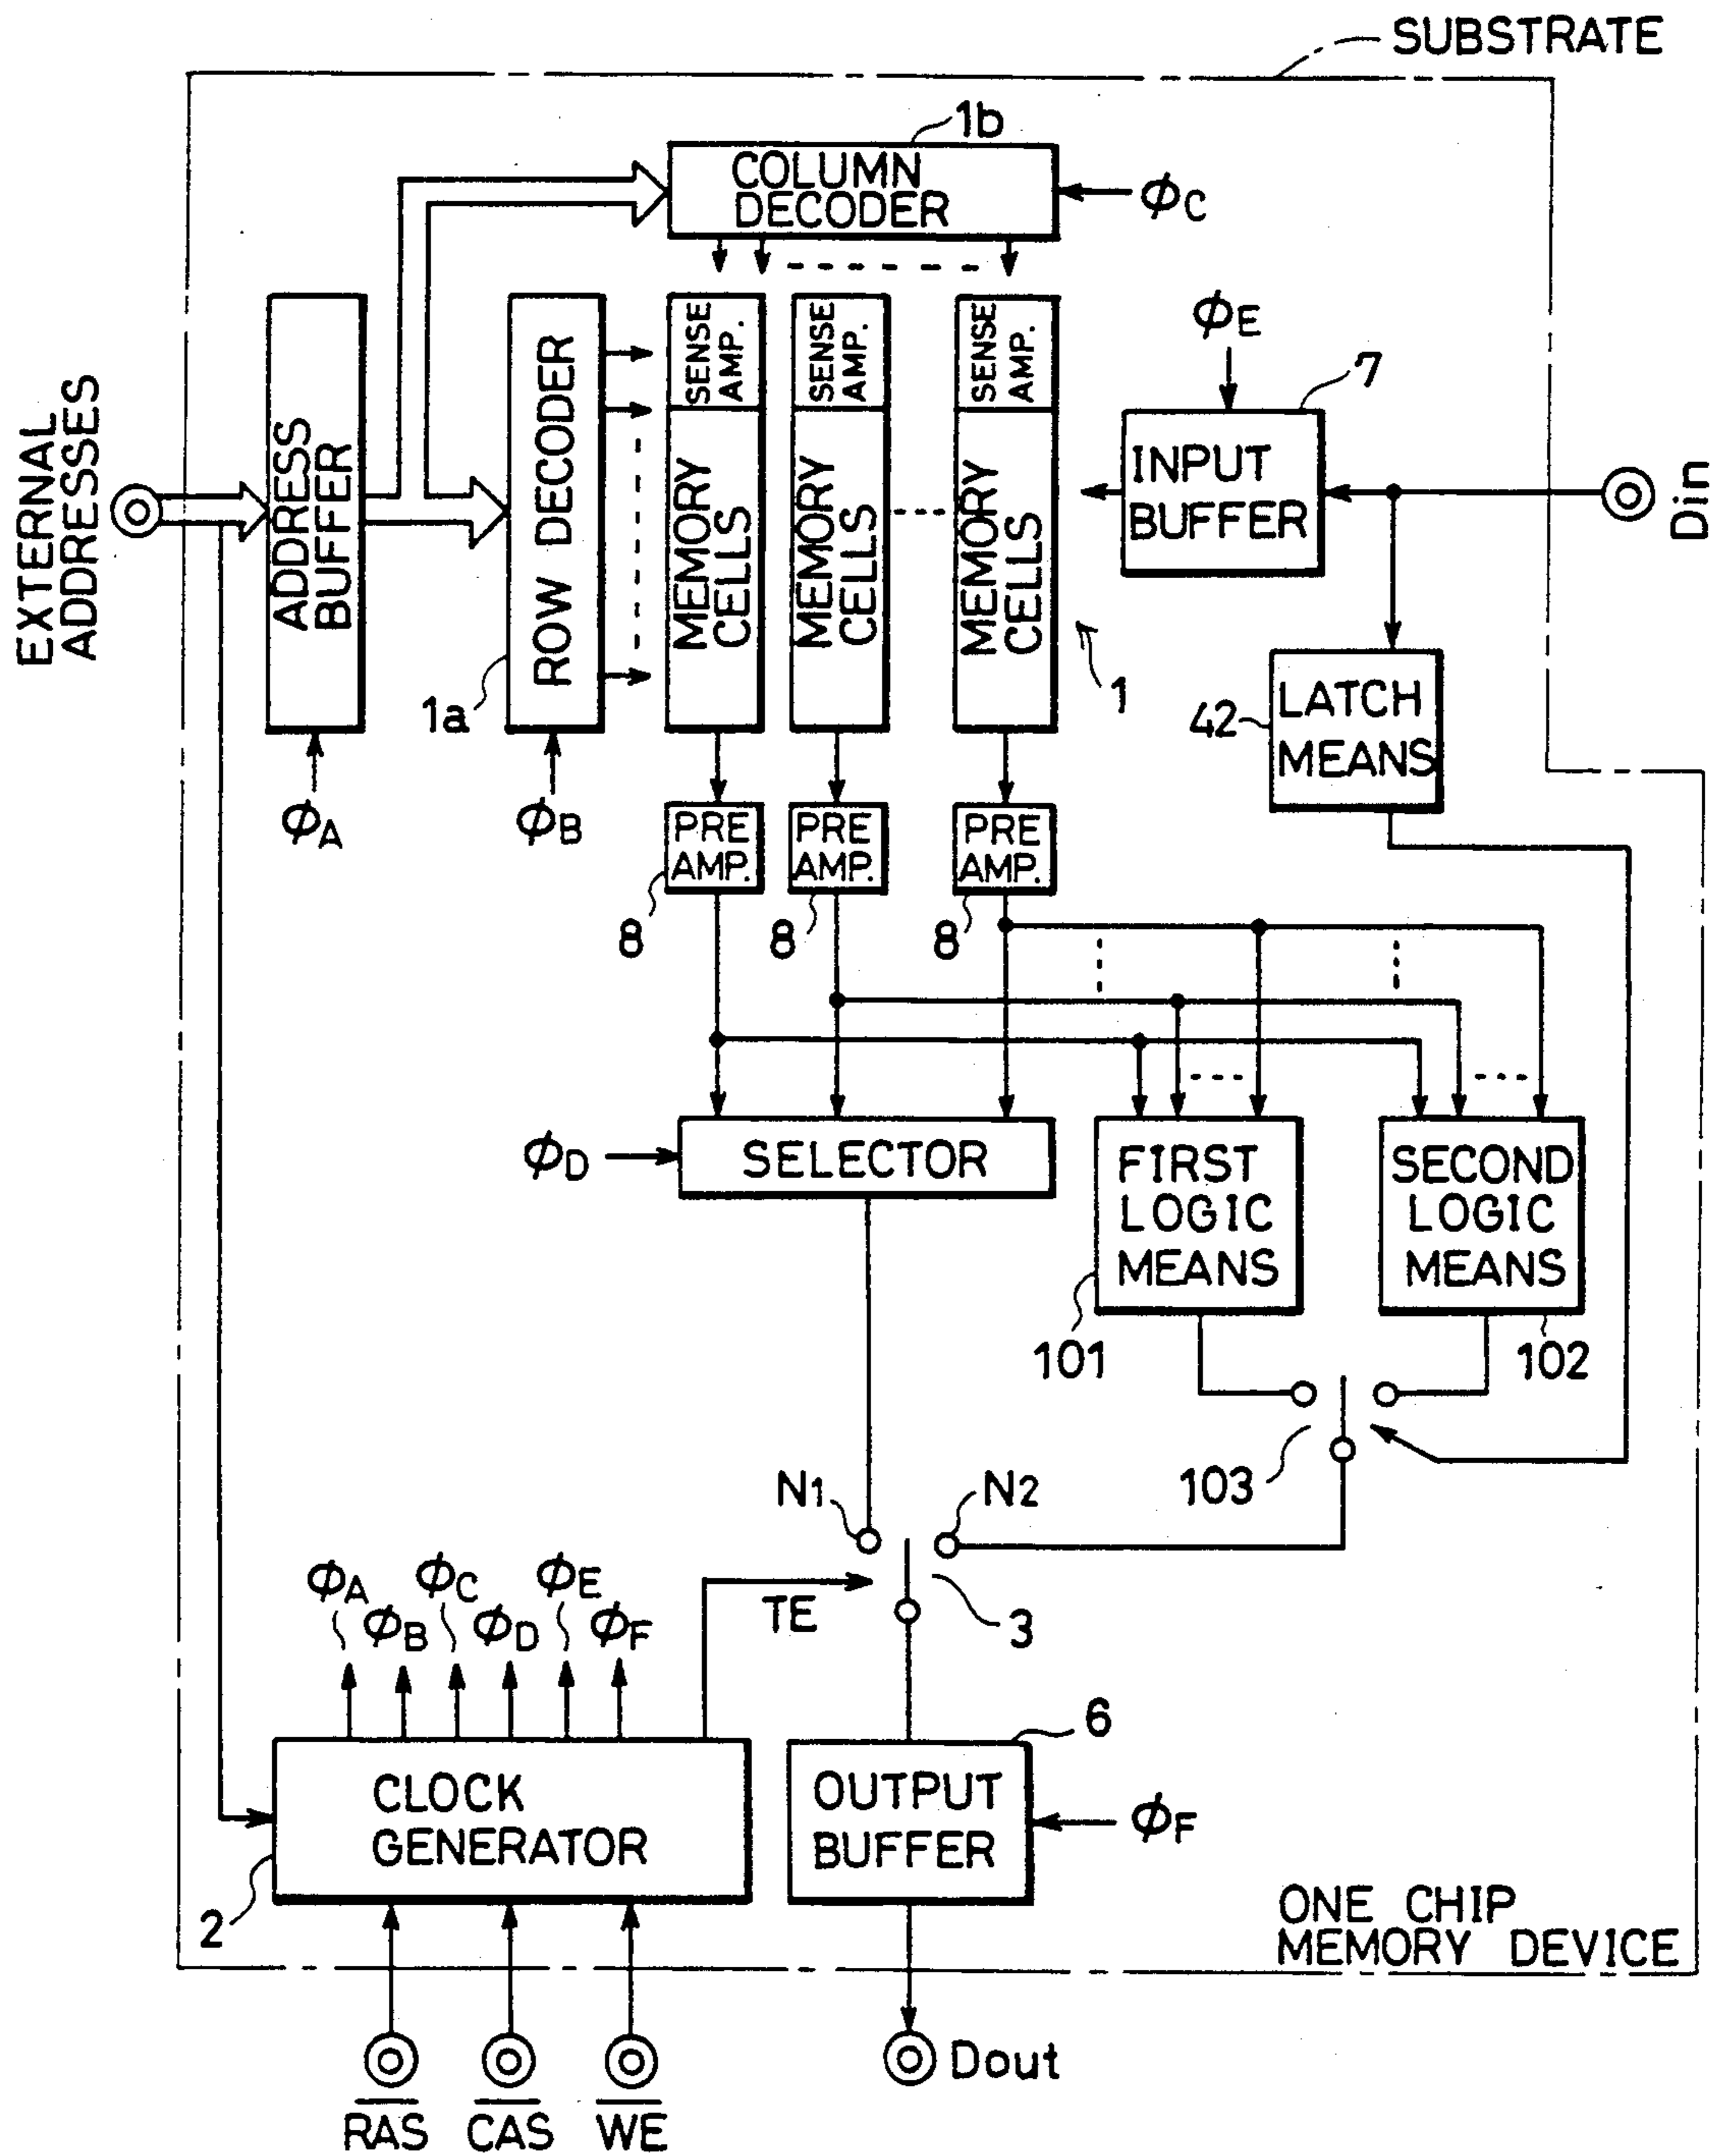 SUBSTRATE
1b
COLUMN
DECODER
ϕC
EXTERNAL
ADDRESSES
ADDRESS
BUFFER
ϕA
ROW DECODER
1a
ϕB
SENSE
AMP.
MEMORY
CELLS
SENSE
AMP.
MEMORY
CELLS
SENSE
AMP.
MEMORY
CELLS
1
ϕE
7
INPUT
BUFFER
Din
42
LATCH
MEANS
PRE
AMP.
8
PRE
AMP.
8
PRE
AMP.
8
ϕD
SELECTOR
FIRST
LOGIC
MEANS
101
SECOND
LOGIC
MEANS
102
103
N1
N2
TE
3
ϕA
ϕB
ϕC
ϕD
ϕE
ϕF
CLOCK
GENERATOR
2
6
OUTPUT
BUFFER
ϕF
ONE CHIP
MEMORY DEVICE
R̅A̅S̅
C̅A̅S̅
W̅E̅
Dout